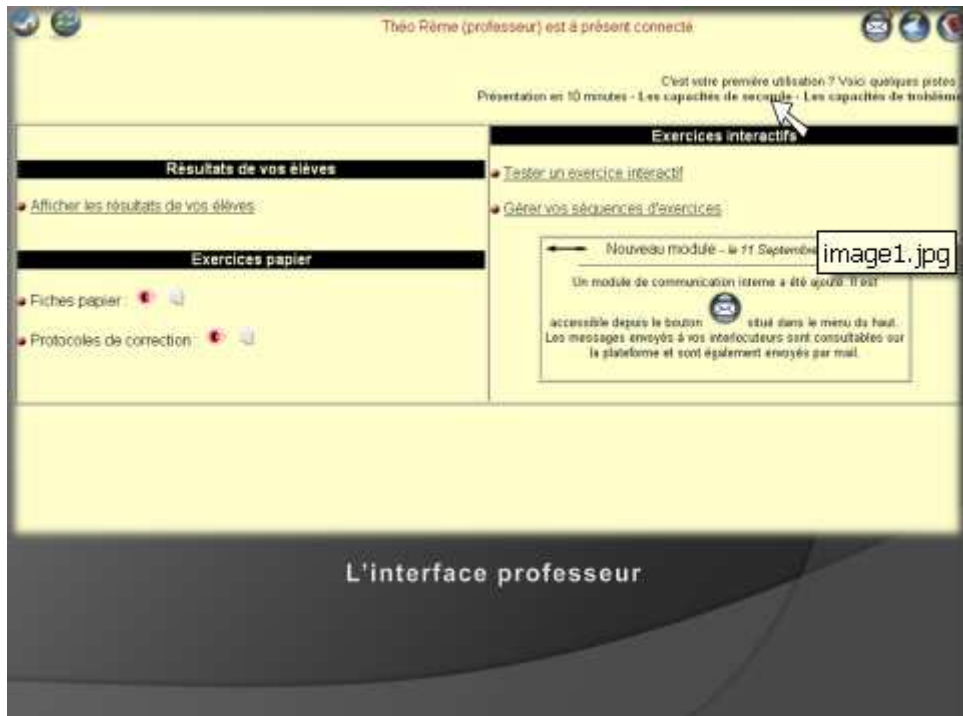 Théo Rème (professeur) est à présent connecté
C'est votre première utilisation ? Voici quelques pistes
Présentation en 10 minutes - Les capacités de seconde - Les capacités de troisième
Résultats de vos élèves
Afficher les résultats de vos élèves
Exercices papier
Fiches papier :
Protocoles de correction :
Exercices interactifs
Tester un exercice interactif
Gérer vos séquences d'exercices
Nouveau module - le 11 Septembre
image1.jpg
Un module de communication interne a été ajouté. Il est
accessible depuis le bouton situé dans le menu du haut.
Les messages envoyés à vos interlocuteurs sont consultables sur
la plateforme et sont également envoyés par mail.
L'interface professeur